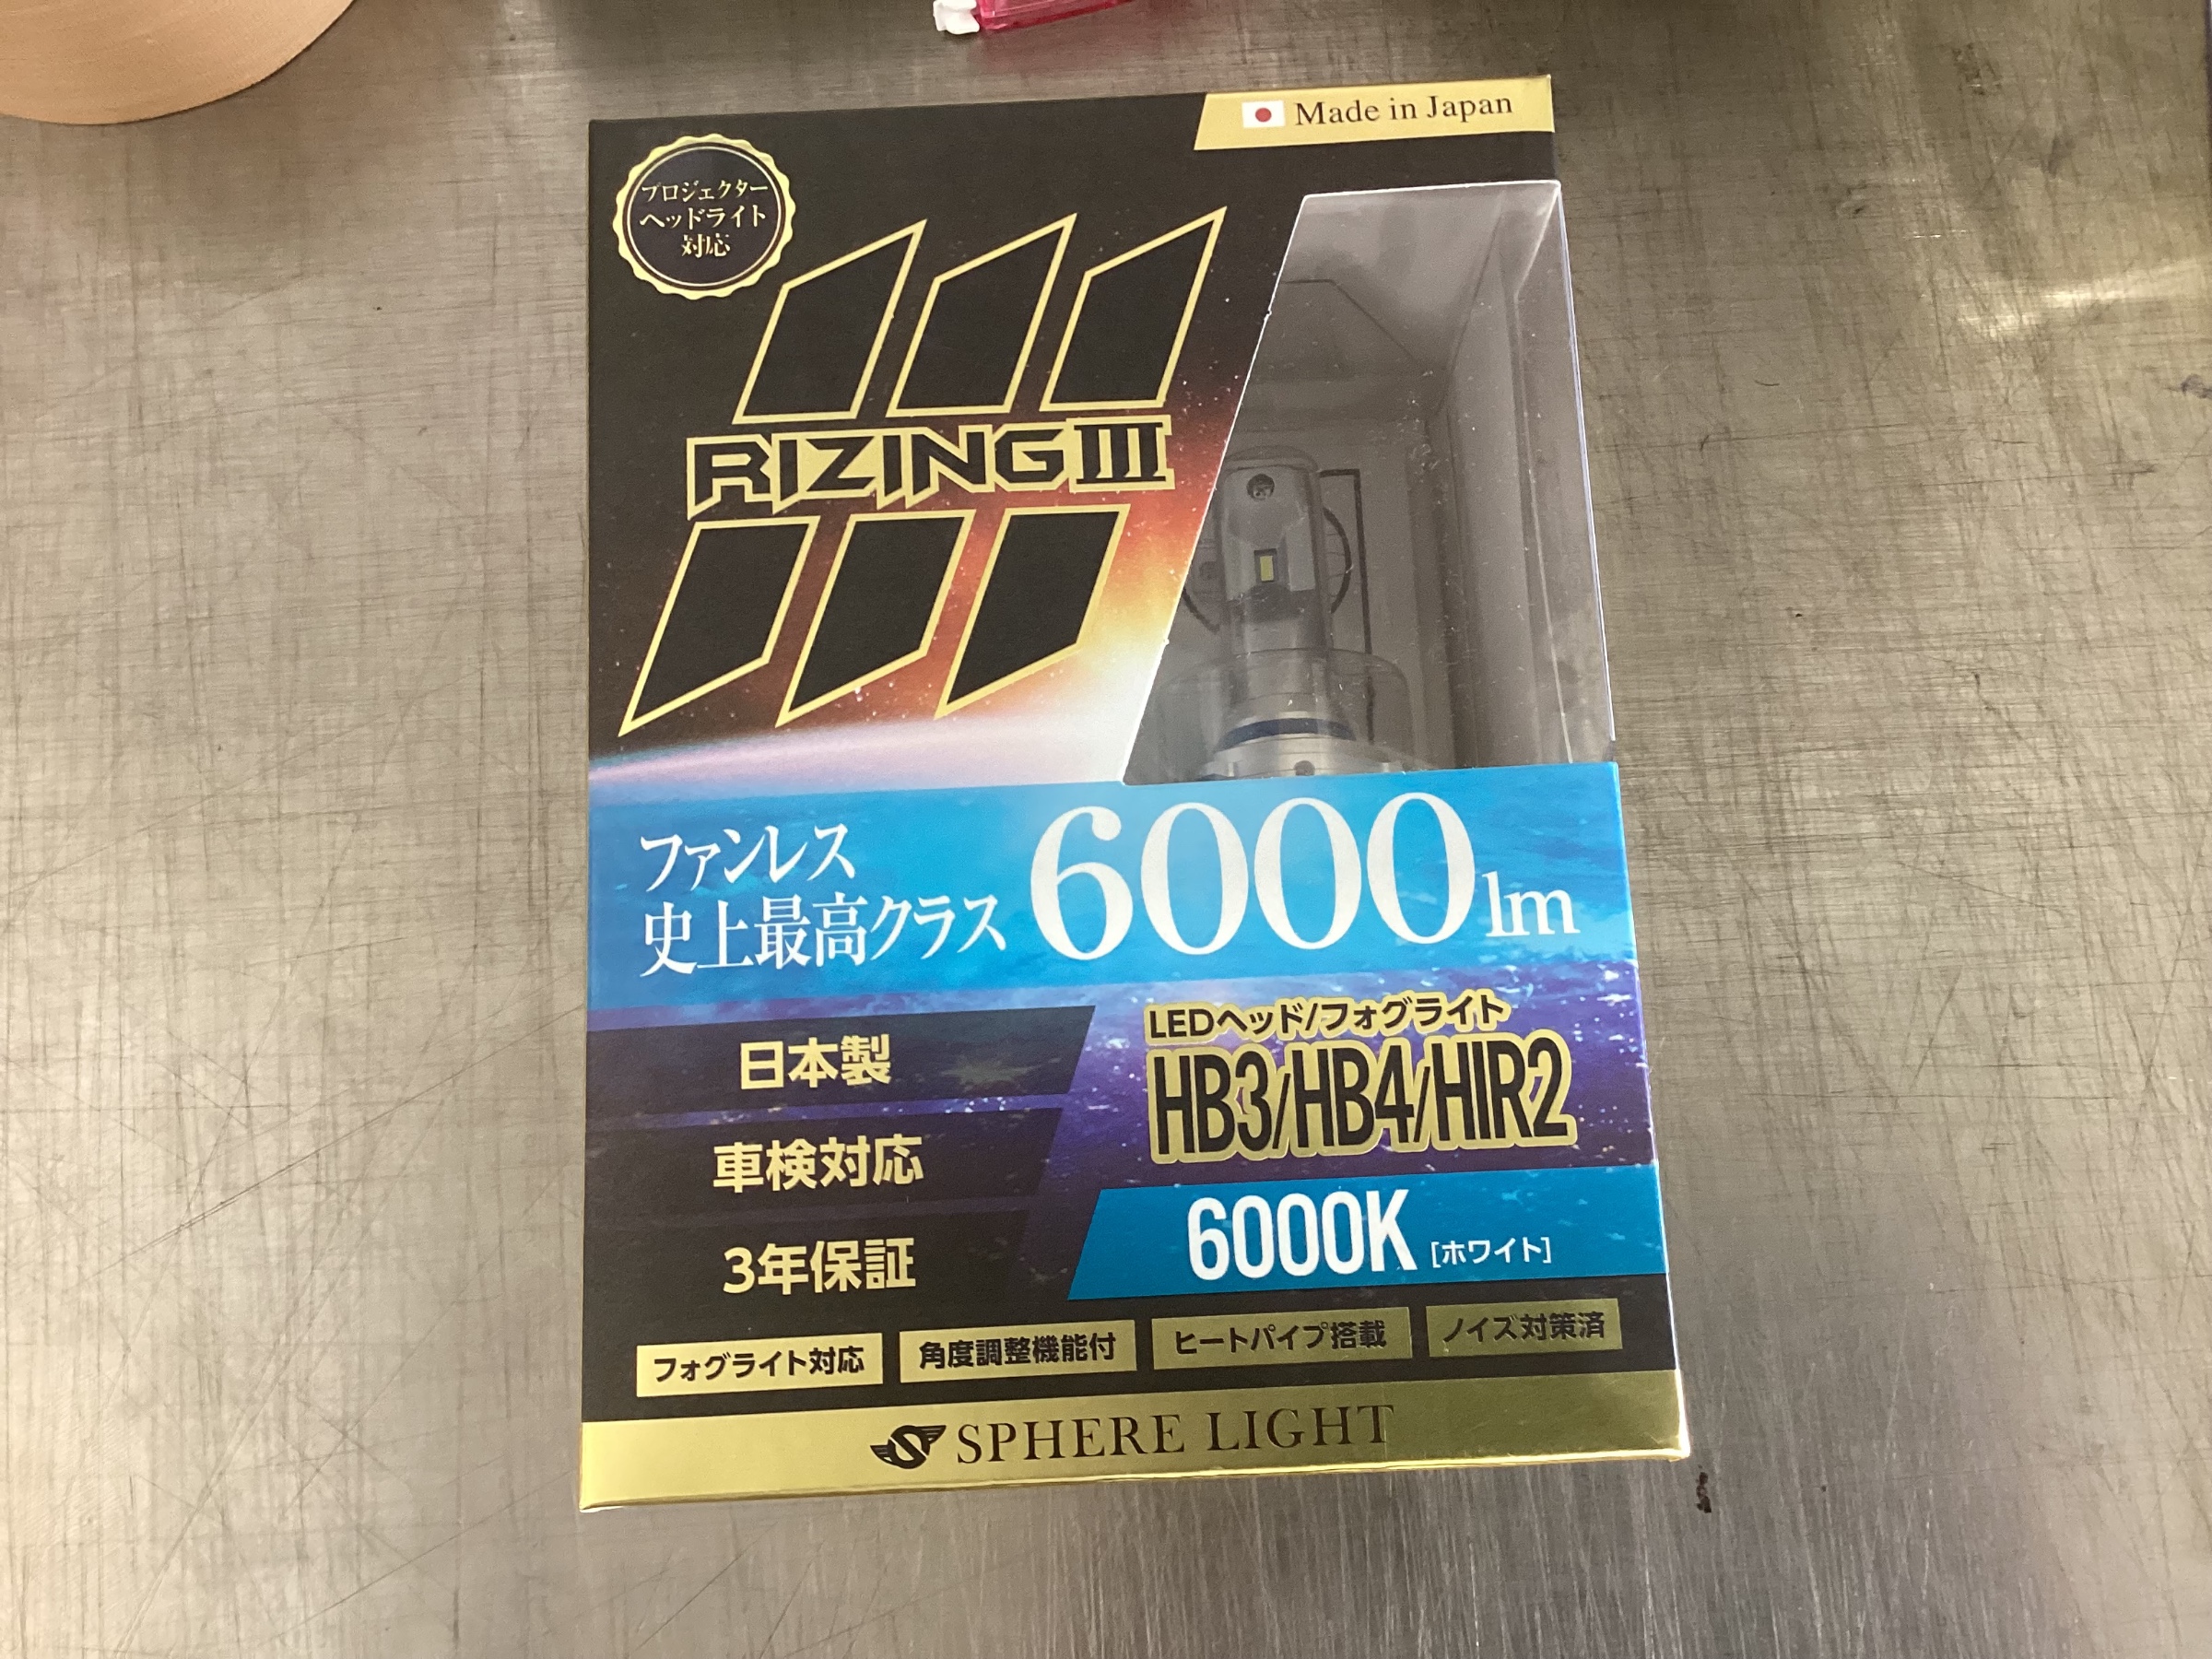 Made in Japan
プロジェクター
ヘッドライト
対応
RIZINGIII
ファンレス
史上最高クラス
6000lm
日本製
車検対応
3年保証
LEDヘッド/フォグライト
HB3/HB4/HIR2
6000K [ホワイト]
フォグライト対応
角度調整機能付
ヒートパイプ搭載
ノイズ対策済
SPHERE LIGHT